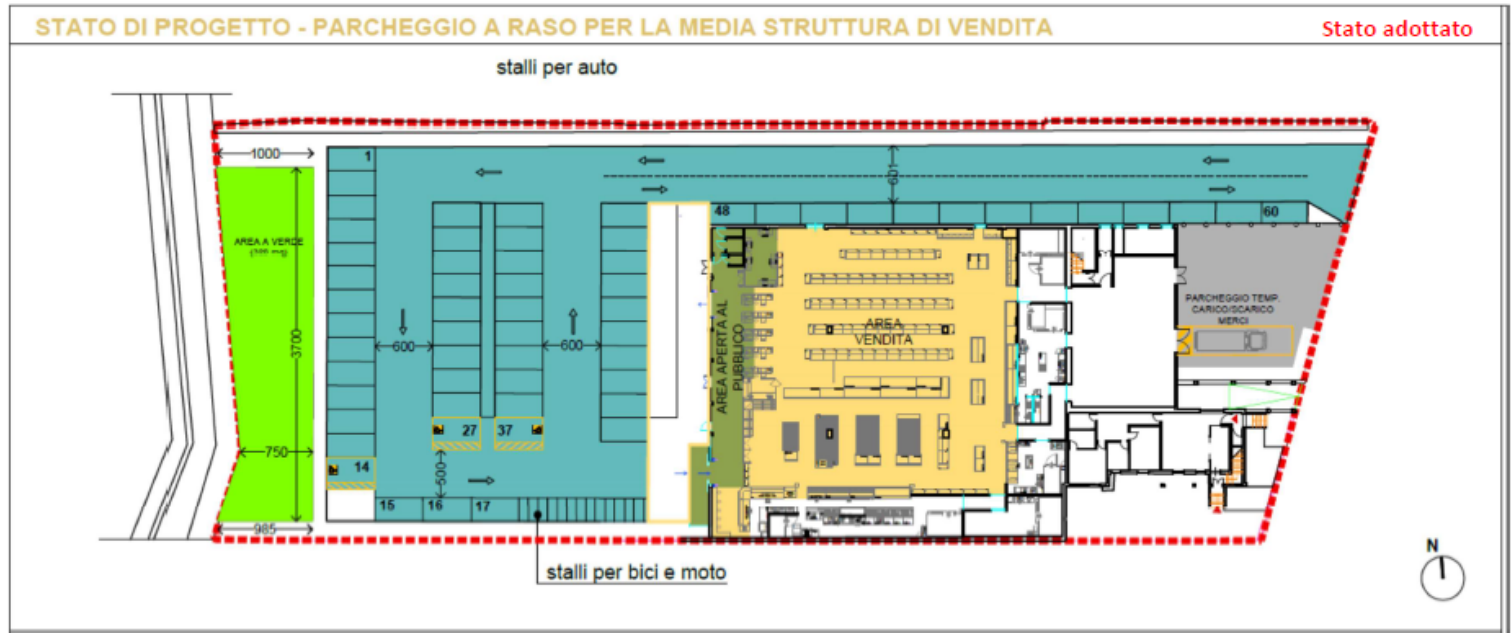 STATO DI PROGETTO - PARCHEGGIO A RASO PER LA MEDIA STRUTTURA DI VENDITA
Stato adottato
stalli per auto
1000
1
601
48
60
AREA A VERDE
3700
600
600
AREA APERTA AL
PUBBLICO
AREA
VENDITA
PARCHEGGIO TEMP.
CARICO/SCARICO
MERCI
27
37
750
14
500
15
16
17
985
stalli per bici e moto
N